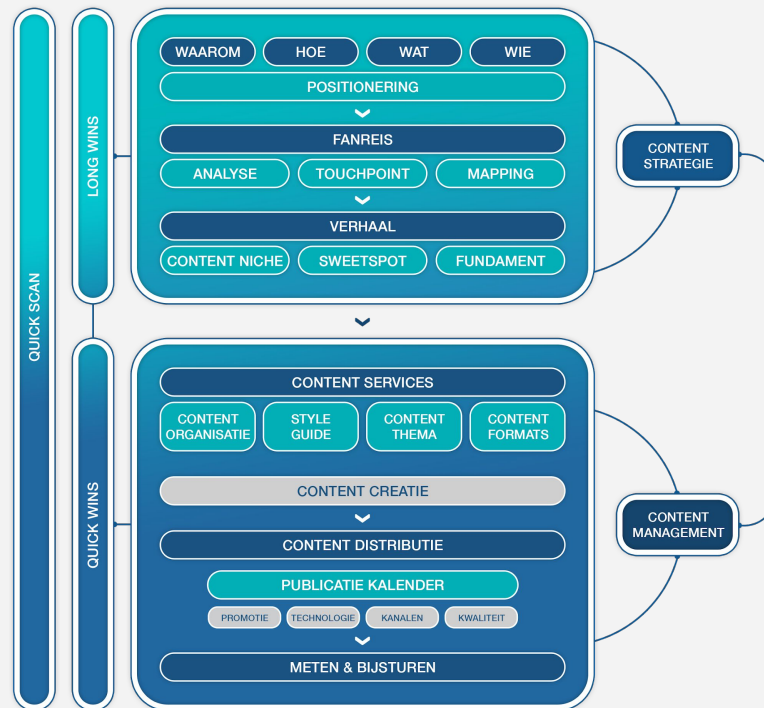 QUICK SCAN
LONG WINS
WAAROM
HOE
WAT
WIE
POSITIONERING
FANREIS
ANALYSE
TOUCHPOINT
MAPPING
VERHAAL
CONTENT NICHE
SWEETSPOT
FUNDAMENT
CONTENT
STRATEGIE
QUICK WINS
CONTENT SERVICES
CONTENT
ORGANISATIE
STYLE
GUIDE
CONTENT
THEMA
CONTENT
FORMATS
CONTENT CREATIE
CONTENT DISTRIBUTIE
PUBLICATIE KALENDER
PROMOTIE
TECHNOLOGIE
KANALEN
KWALITEIT
METEN & BIJSTUREN
CONTENT
MANAGEMENT